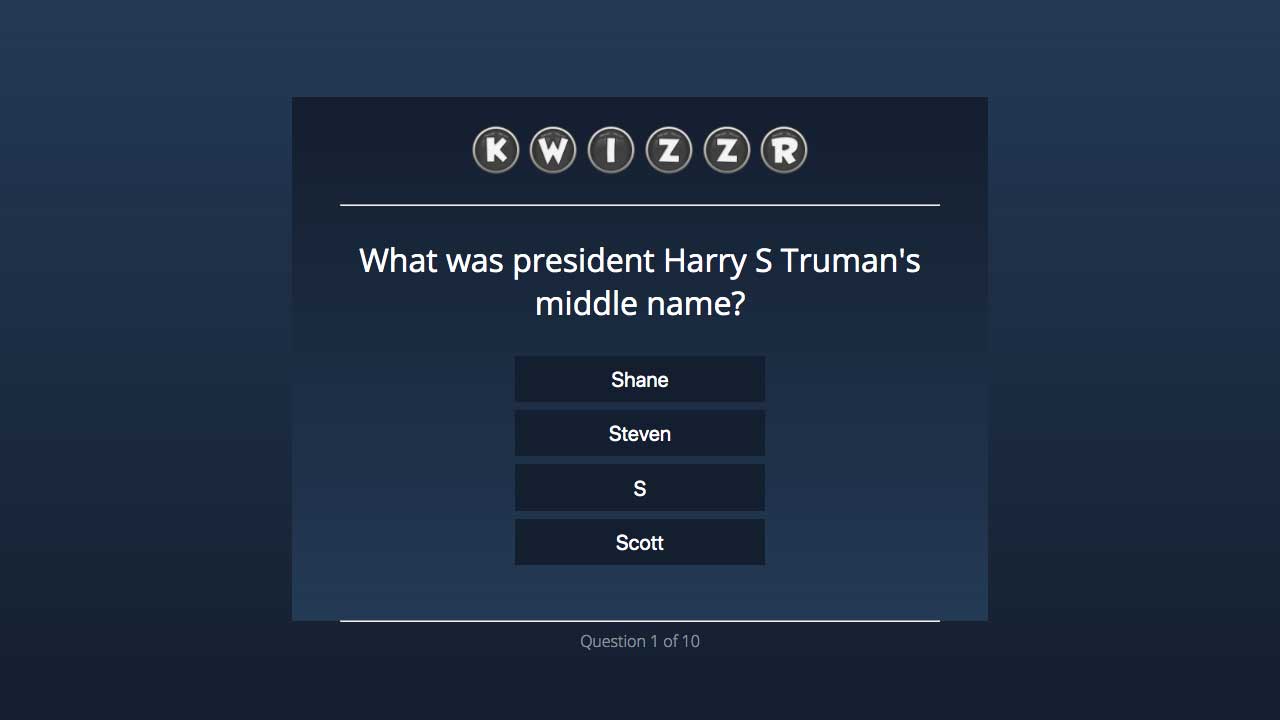 KWIZZR
What was president Harry S Truman's
middle name?
Shane
Steven
S
Scott
Question 1 of 10